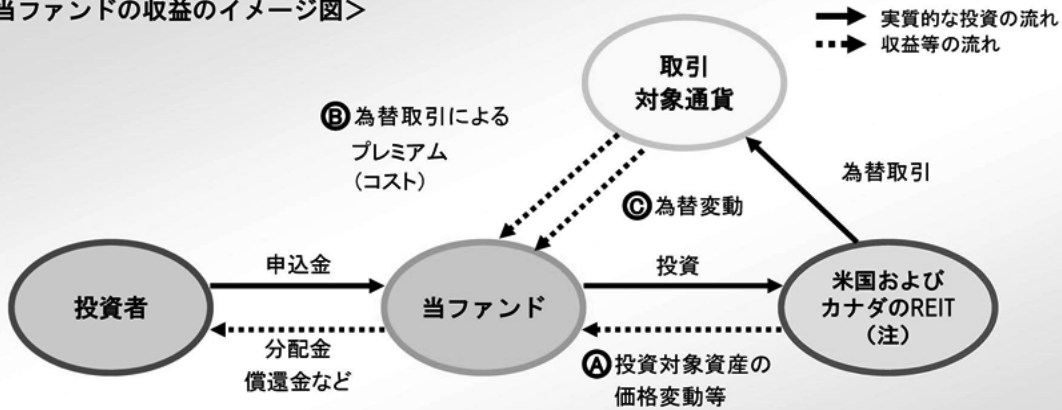 当ファンドの収益のイメージ図＞
実質的な投資の流れ
収益等の流れ
取引
対象通貨
Ⓑ為替取引による
プレミアム
（コスト）
為替取引
Ⓒ為替変動
申込金
投資
投資者
当ファンド
米国および
カナダのREIT
（注）
分配金
償還金など
Ⓐ投資対象資産の
価格変動等